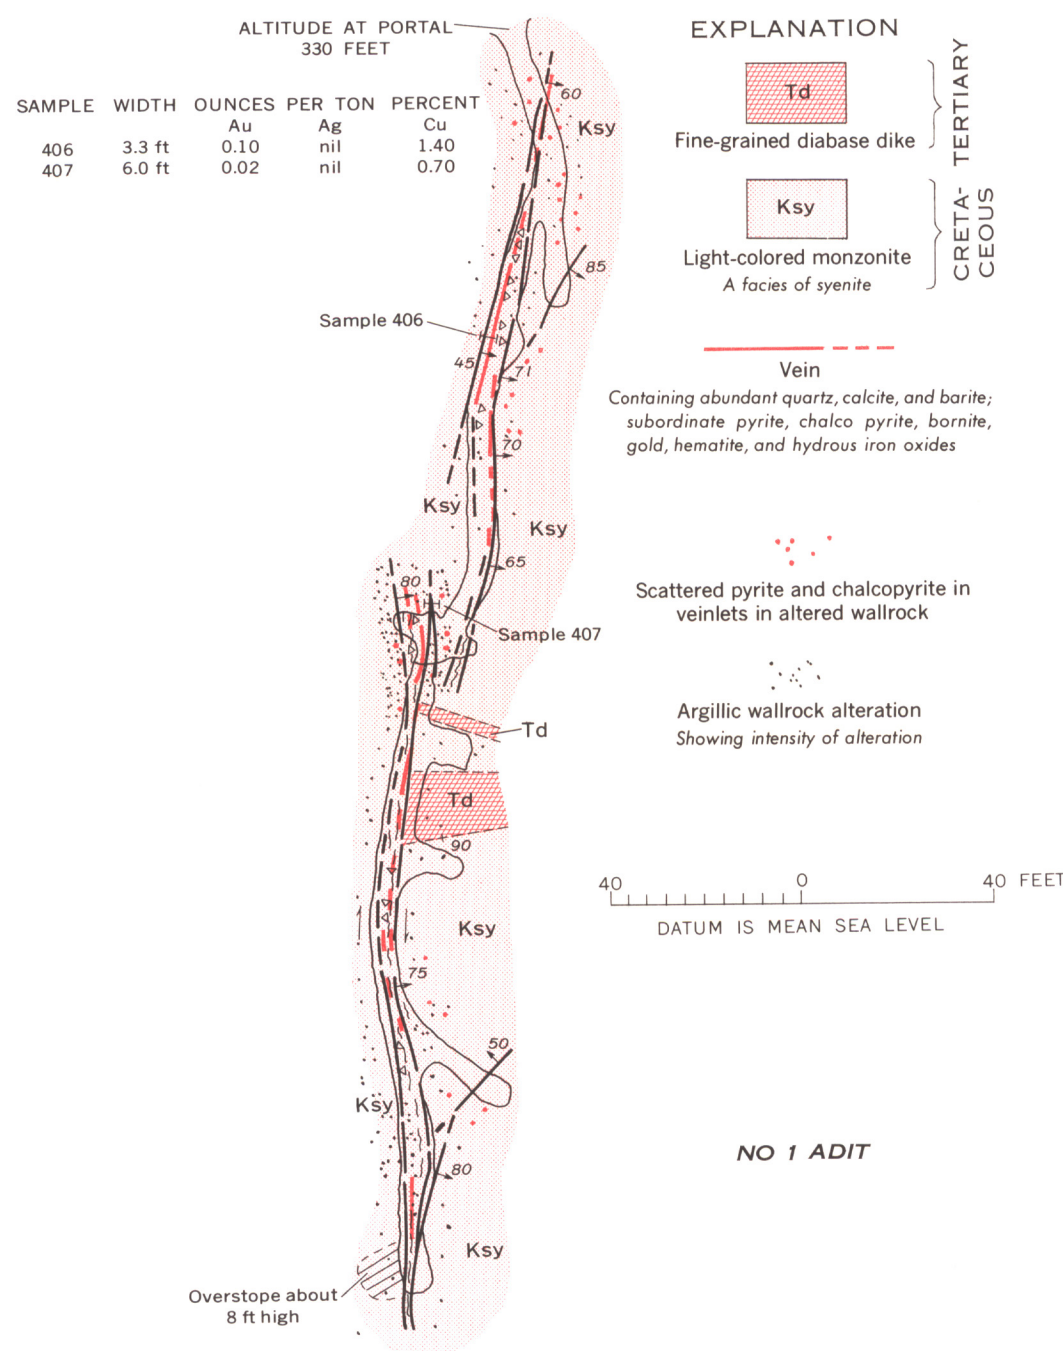 ALTITUDE AT PORTAL
330 FEET
SAMPLE WIDTH OUNCES PER TON PERCENT
Au Ag Cu
406 3.3 ft 0.10 nil 1.40
407 6.0 ft 0.02 nil 0.70
EXPLANATION
Td
Fine-grained diabase dike
TERTIARY
Ksy
Light-colored monzonite
A facies of syenite
CRETA-
CEOUS
Vein
Containing abundant quartz, calcite, and barite;
subordinate pyrite, chalco pyrite, bornite,
gold, hematite, and hydrous iron oxides
Scattered pyrite and chalcopyrite in
veinlets in altered wallrock
Argillic wallrock alteration
Showing intensity of alteration
40 0 40 FEET
DATUM IS MEAN SEA LEVEL
NO 1 ADIT
60
Ksy
85
Sample 406
45
71
70
Ksy
Ksy
65
80
Sample 407
Td
Td
90
Ksy
75
50
Ksy
80
Ksy
Overstope about
8 ft high